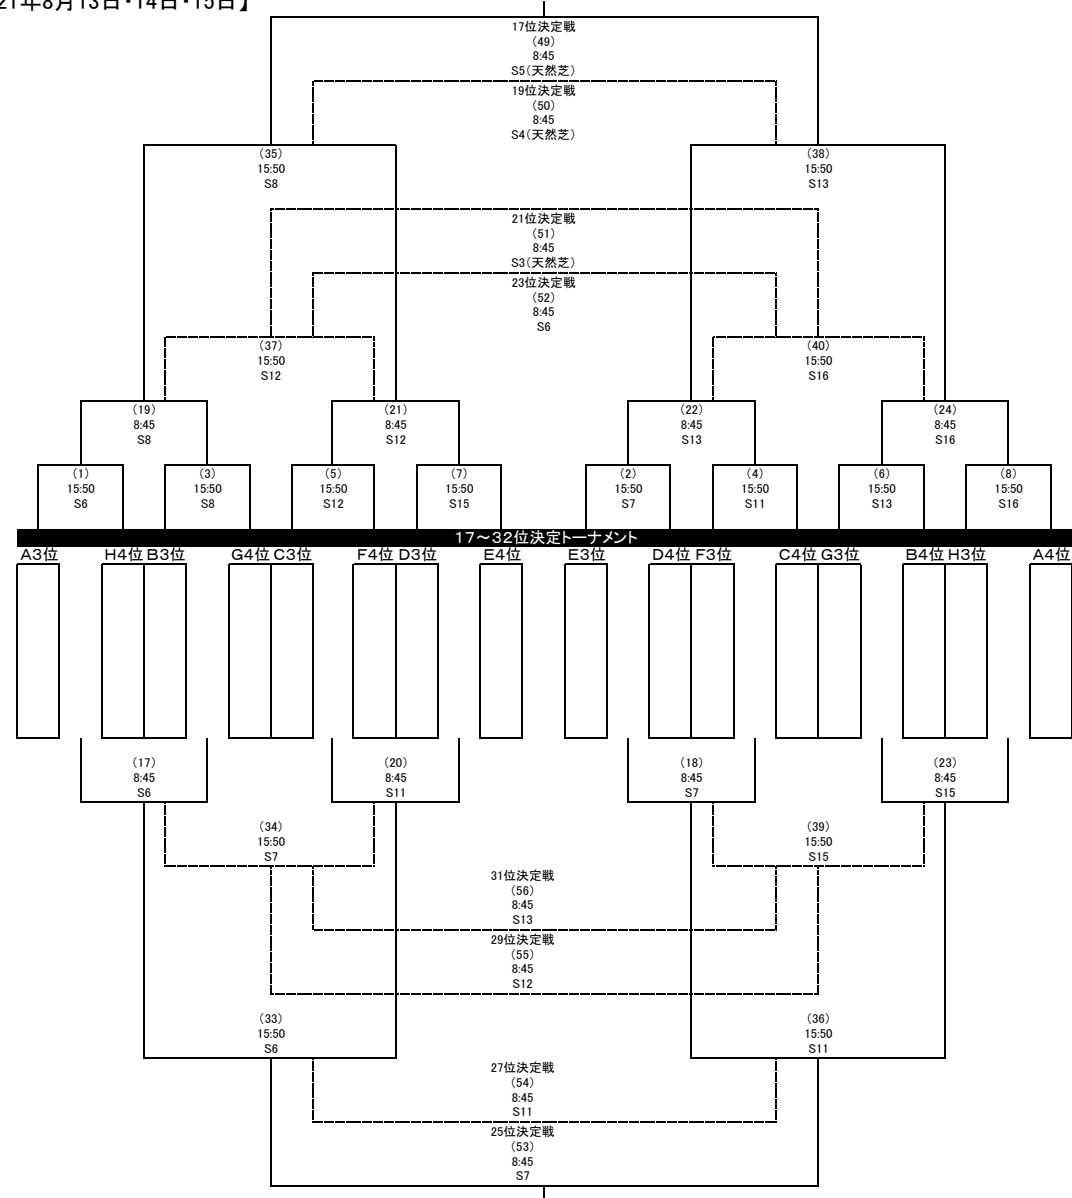 21年8月13日・14日・15日】
17位決定戦
(49)
8:45
S5(天然芝)
19位決定戦
(50)
8:45
S4(天然芝)
(35)
15:50
S8
(38)
15:50
S13
21位決定戦
(51)
8:45
S3(天然芝)
23位決定戦
(52)
8:45
S6
(37)
15:50
S12
(40)
15:50
S16
(19)
8:45
S8
(21)
8:45
S12
(22)
8:45
S13
(24)
8:45
S16
(1)
15:50
S6
(3)
15:50
S8
(5)
15:50
S12
(7)
15:50
S15
(2)
15:50
S7
(4)
15:50
S11
(6)
15:50
S13
(8)
15:50
S16
17～32位決定トーナメント
A3位 H4位 B3位 G4位 C3位 F4位 D3位 E4位 E3位 D4位 F3位 C4位 G3位 B4位 H3位 A4位
(17)
8:45
S6
(20)
8:45
S11
(18)
8:45
S7
(23)
8:45
S15
(34)
15:50
S7
(39)
15:50
S15
31位決定戦
(56)
8:45
S13
29位決定戦
(55)
8:45
S12
(33)
15:50
S6
(36)
15:50
S11
27位決定戦
(54)
8:45
S11
25位決定戦
(53)
8:45
S7